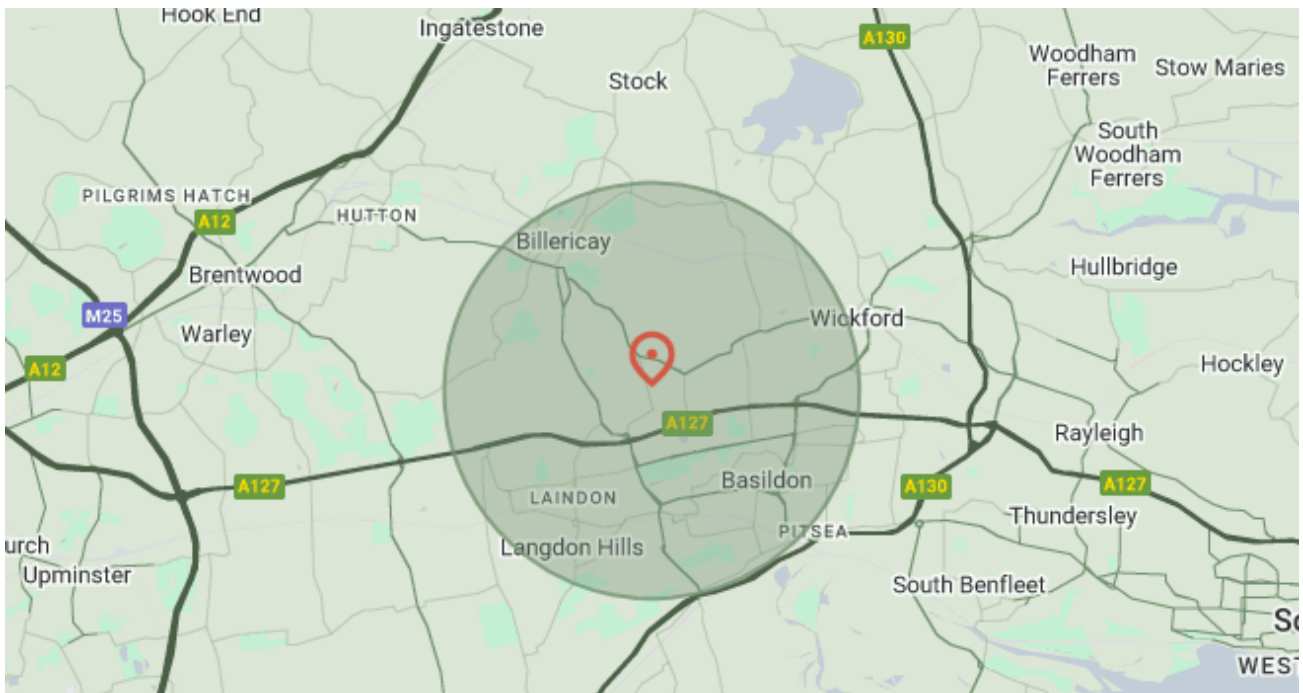 Hook End
Ingatestone
A130
Woodham
Ferrers
Stow Maries
Stock
South
Woodham
Ferrers
PILGRIMS HATCH
A12
HUTTON
Billericay
Brentwood
Hullbridge
M25
Warley
Wickford
A12
Hockley
A127
Rayleigh
A127
LAINDON
Basildon
A130
A127
PITSEA
Thundersley
urch
Upminster
Langdon Hills
South Benfleet
So
WEST